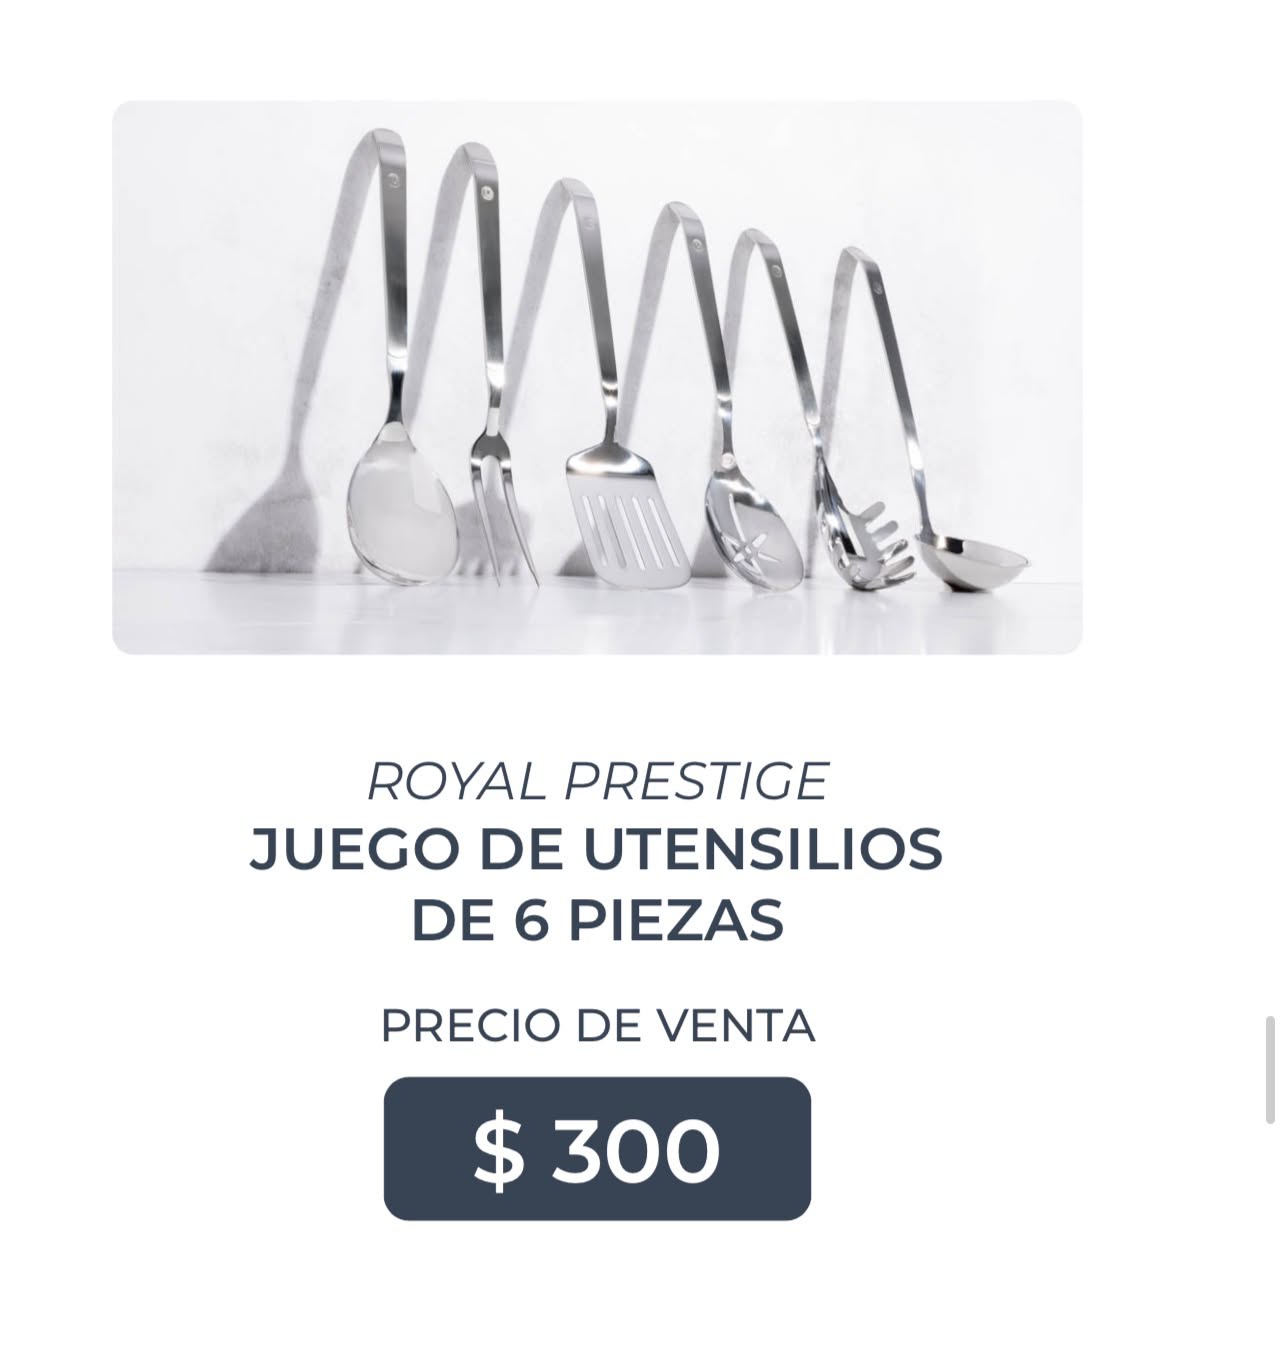 ROYAL PRESTIGE
JUEGO DE UTENSILIOS
DE 6 PIEZAS
PRECIO DE VENTA
$ 300